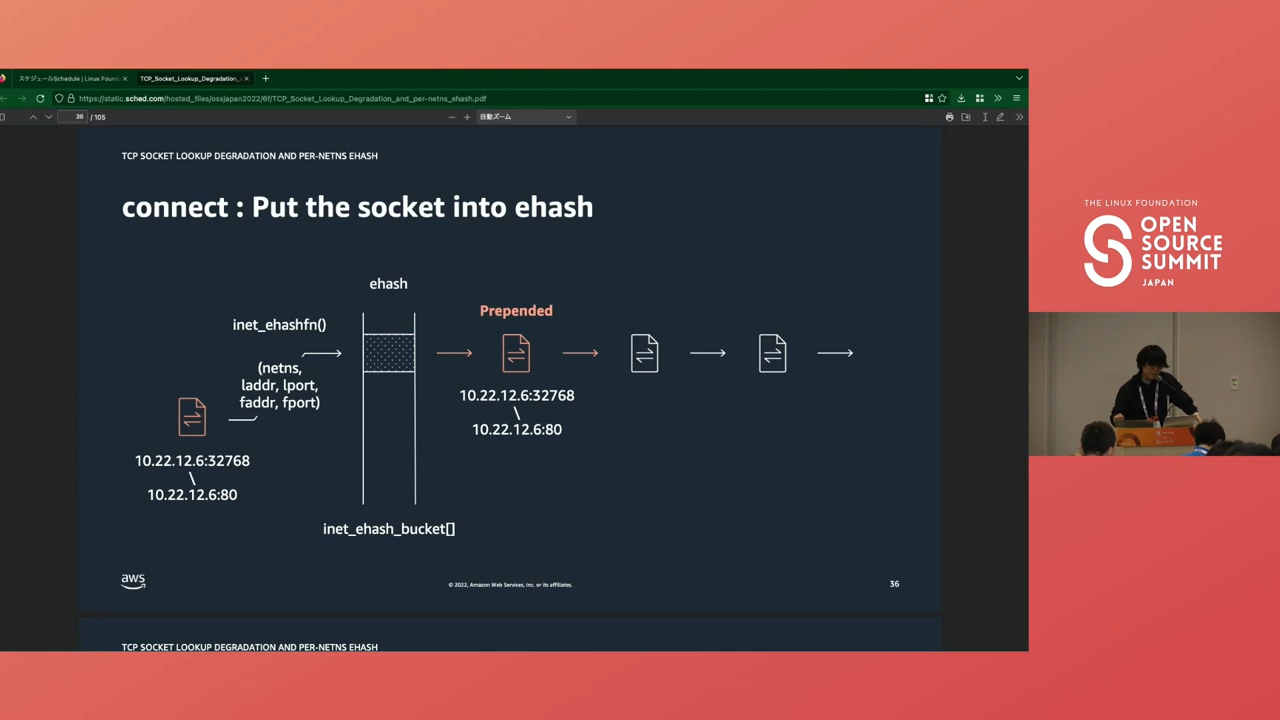 スケジュールSchedule | Linux Found
TCP_Socket_Lookup_Degradation_
https://static.sched.com/hosted_files/ossjapan2022/6f/TCP_Socket_Lookup_Degradation_and_per-netns_ehash.pdf
36 / 105
自動ズーム
TCP SOCKET LOOKUP DEGRADATION AND PER-NETNS EHASH
connect : Put the socket into ehash
ehash
inet_ehashfn()
Prepended
(netns,
laddr, lport,
faddr, fport)
10.22.12.6:32768
10.22.12.6:80
10.22.12.6:32768
10.22.12.6:80
inet_ehash_bucket[]
aws
© 2022, Amazon Web Services, Inc. or its affiliates.
36
TCP SOCKET LOOKUP DEGRADATION AND PER-NETNS EHASH
THE LINUX FOUNDATION
OPEN
SOURCE
SUMMIT
JAPAN